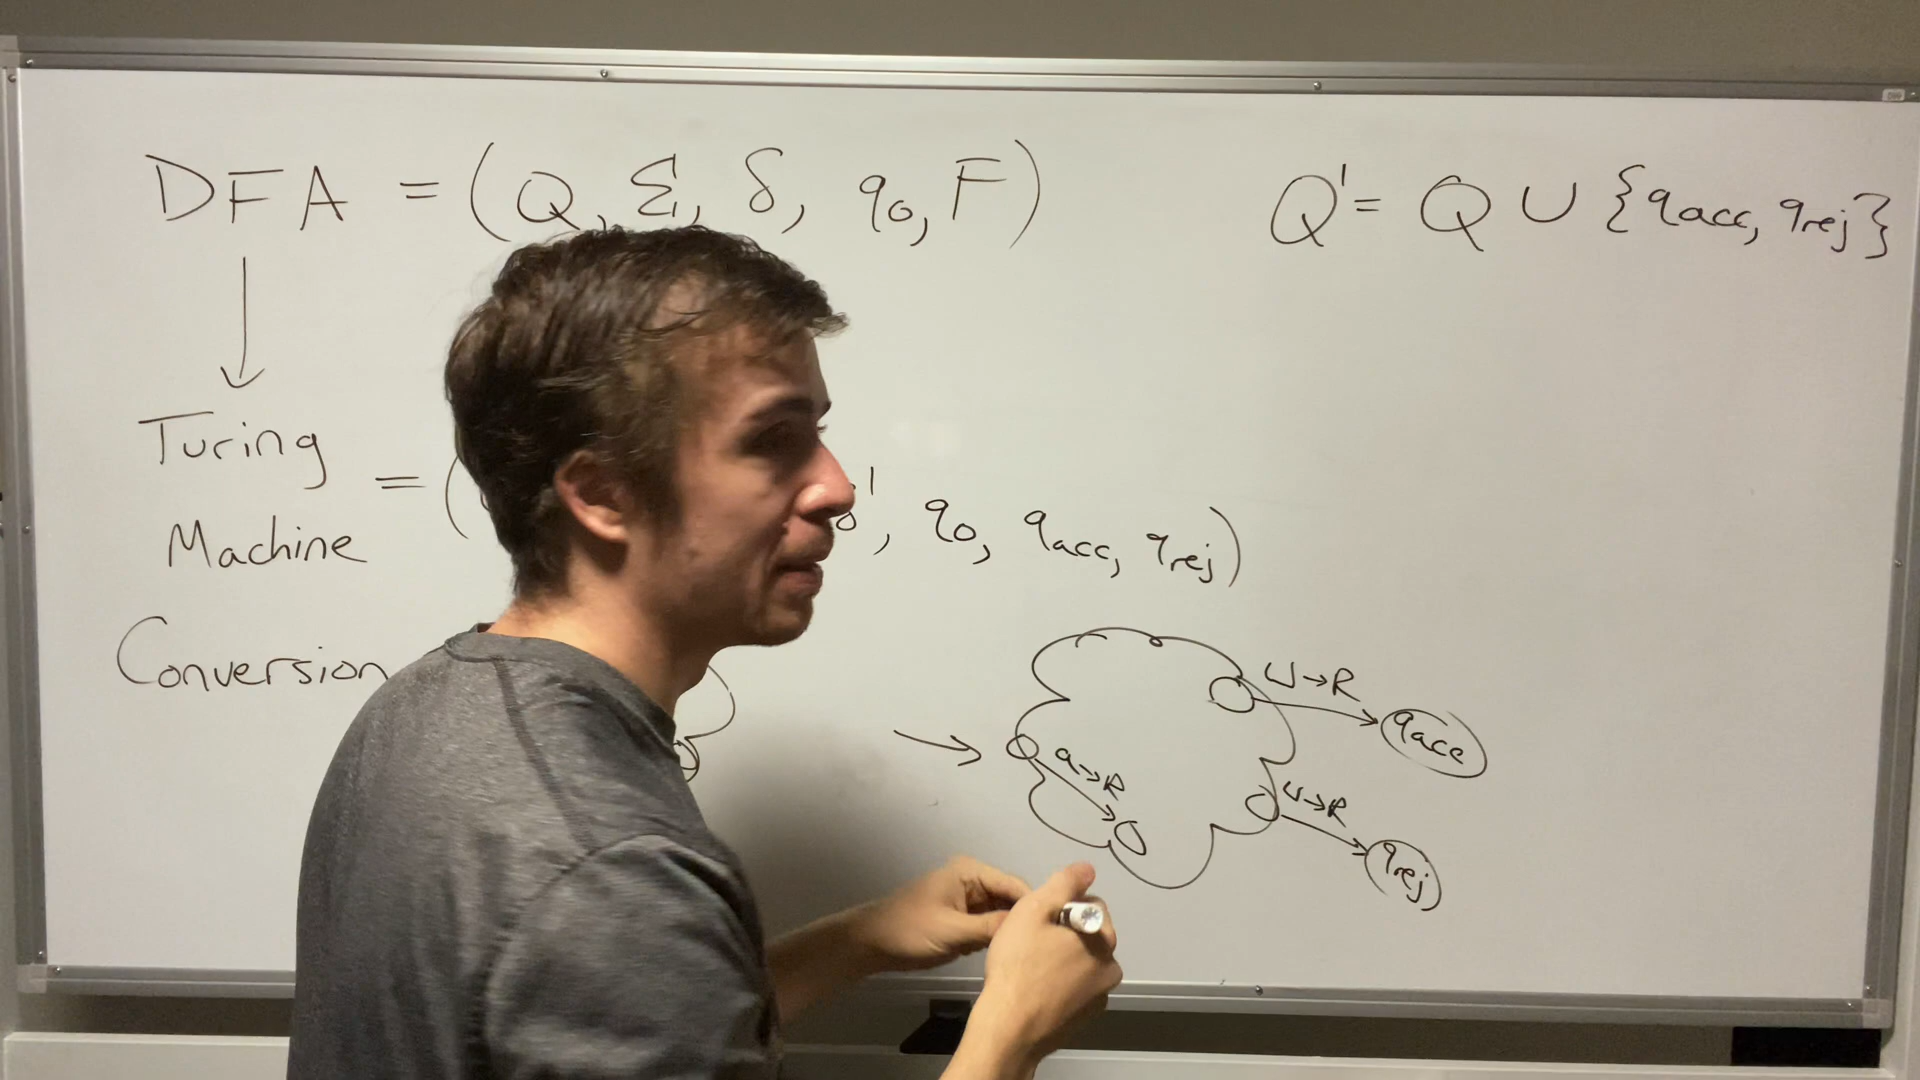 DFA = (Q, Σ, δ, q₀, F)
Q' = Q ∪ {qacc, qrej}
Turing
Machine
= ( δ', q₀, qacc, qrej)
Conversion
⊔→R
qacc
a→R
⊔→R
qrej